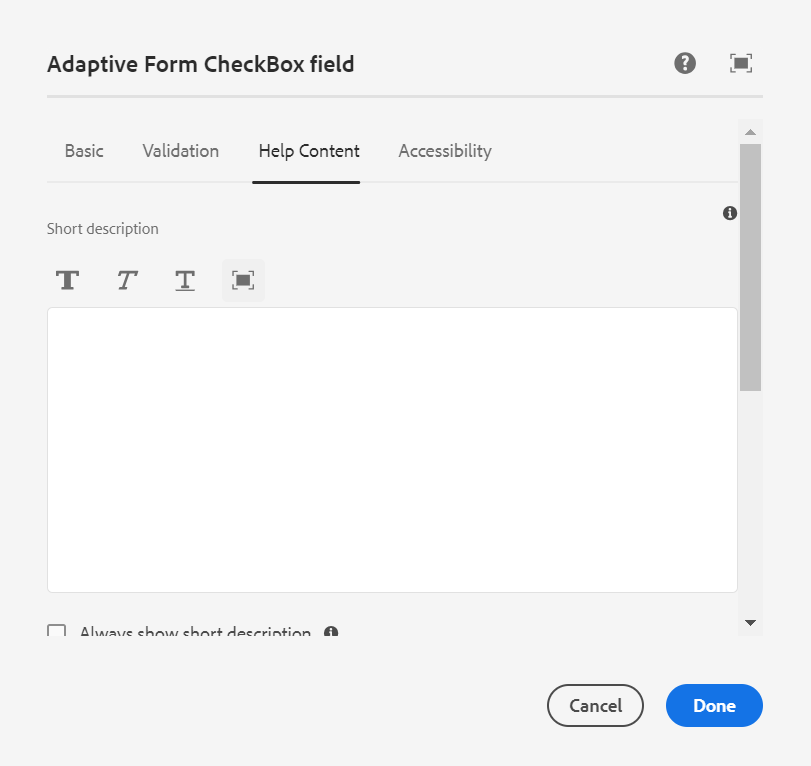 Adaptive Form CheckBox field
Basic Validation Help Content Accessibility
Short description
T T T
Always show short description
Cancel Done